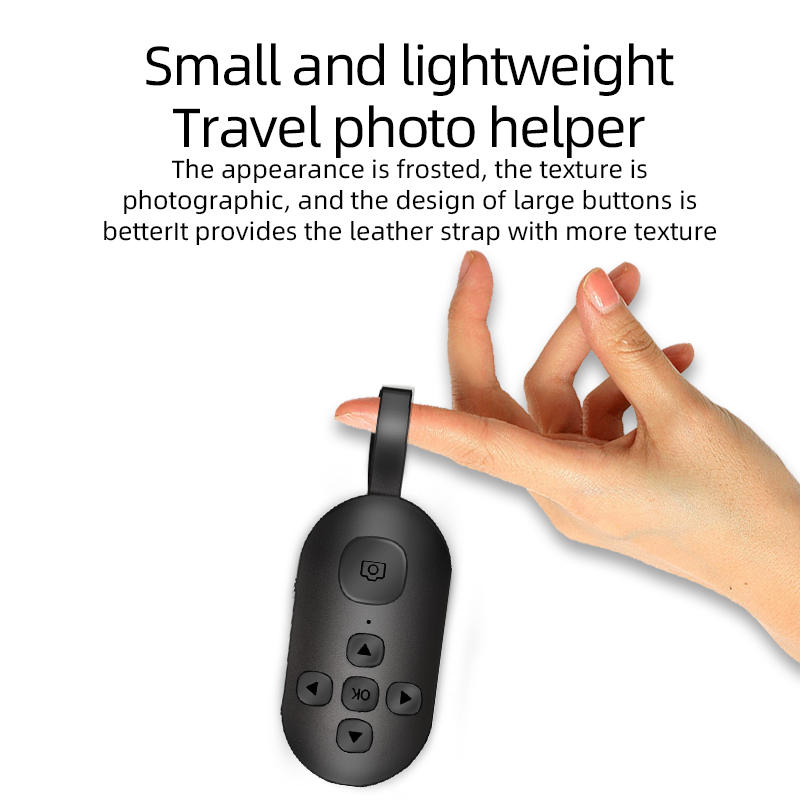 Small and lightweight
Travel photo helper
The appearance is frosted, the texture is
photographic, and the design of large buttons is
betterIt provides the leather strap with more texture
OK